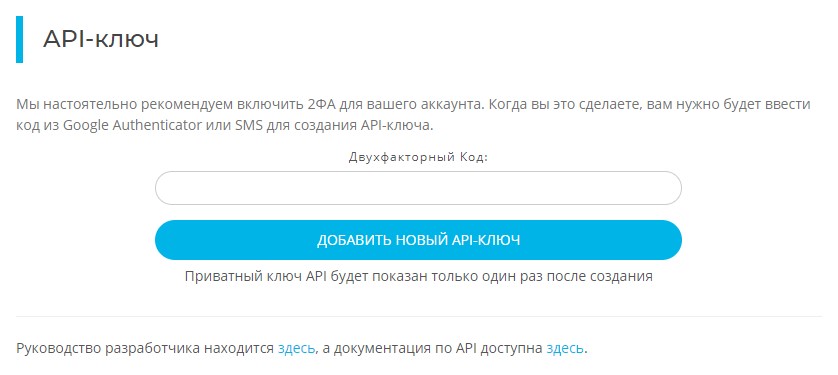 API-ключ
Мы настоятельно рекомендуем включить 2ФА для вашего аккаунта. Когда вы это сделаете, вам нужно будет ввести
код из Google Authenticator или SMS для создания API-ключа.
Двухфакторный Код:
ДОБАВИТЬ НОВЫЙ API-КЛЮЧ
Приватный ключ API будет показан только один раз после создания
Руководство разработчика находится здесь, а документация по API доступна здесь.